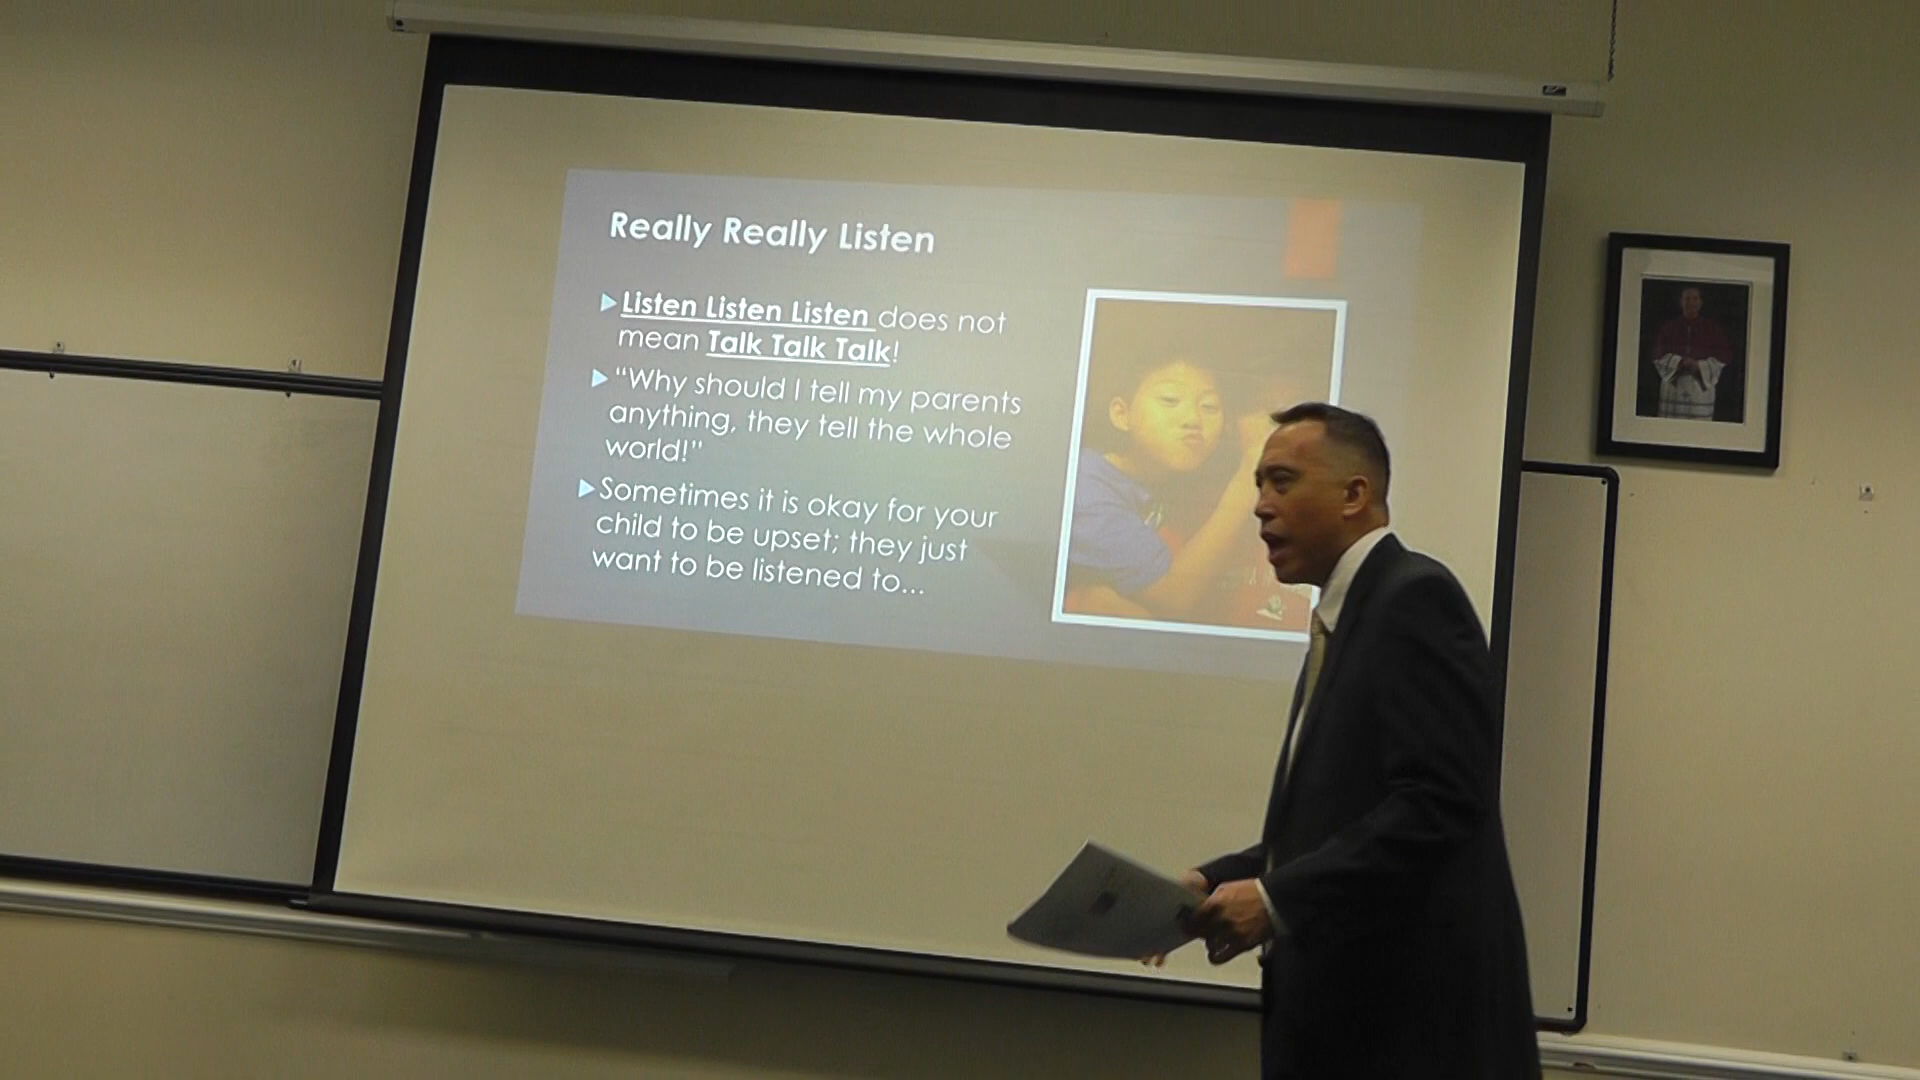 Really Really Listen
Listen Listen Listen does not
mean Talk Talk Talk!
“Why should I tell my parents
anything, they tell the whole
world!”
Sometimes it is okay for your
child to be upset; they just
want to be listened to...